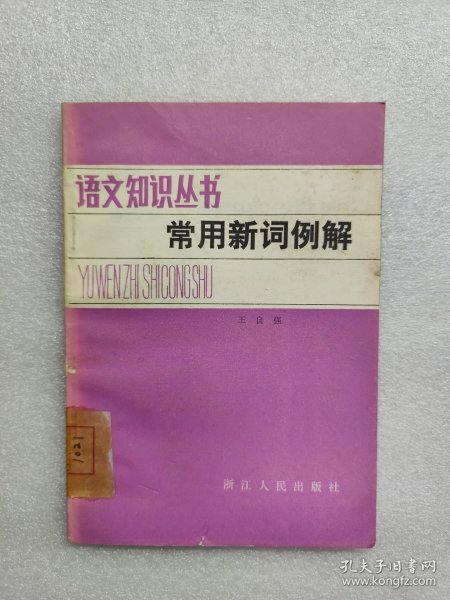 语文知识丛书
常用新词例解
YUWENZHISHICONGSHU
王自强
1021
浙江人民出版社
孔夫子旧书网
www.kongfz.com